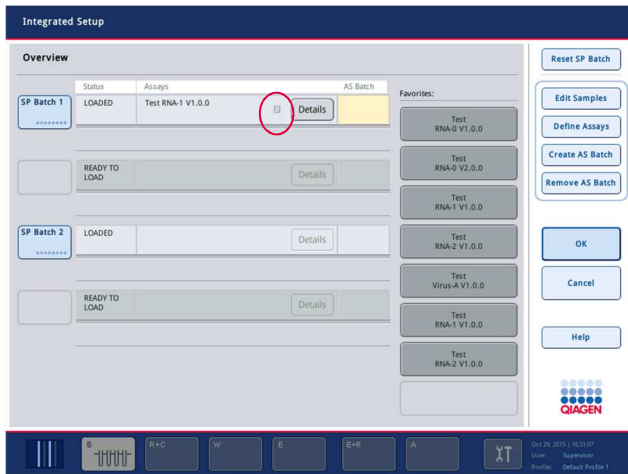 Integrated Setup
Overview
Status Assays AS Batch
SP Batch 1 LOADED Test RNA-1 V1.0.0 Details
READY TO
LOAD Details
SP Batch 2 LOADED Details
READY TO
LOAD Details
Favorites:
Test
RNA-0 V1.0.0
Test
RNA-0 V2.0.0
Test
RNA-1 V1.0.0
Test
RNA-2 V1.0.0
Test
Virus-A V1.0.0
Test
RNA-1 V1.0.0
Test
RNA-2 V1.0.0
Reset SP Batch
Edit Samples
Define Assays
Create AS Batch
Remove AS Batch
OK
Cancel
Help
QIAGEN
S R+C W E E+R A
Oct 29, 2015 | 16:31:07
User: Supervisor
Profile: Default Profile 1